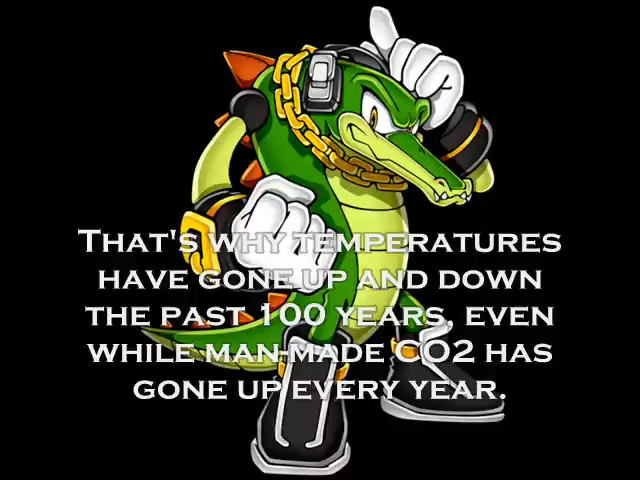 That's why temperatures
have gone up and down
the past 100 years, even
while man-made CO2 has
gone up every year.